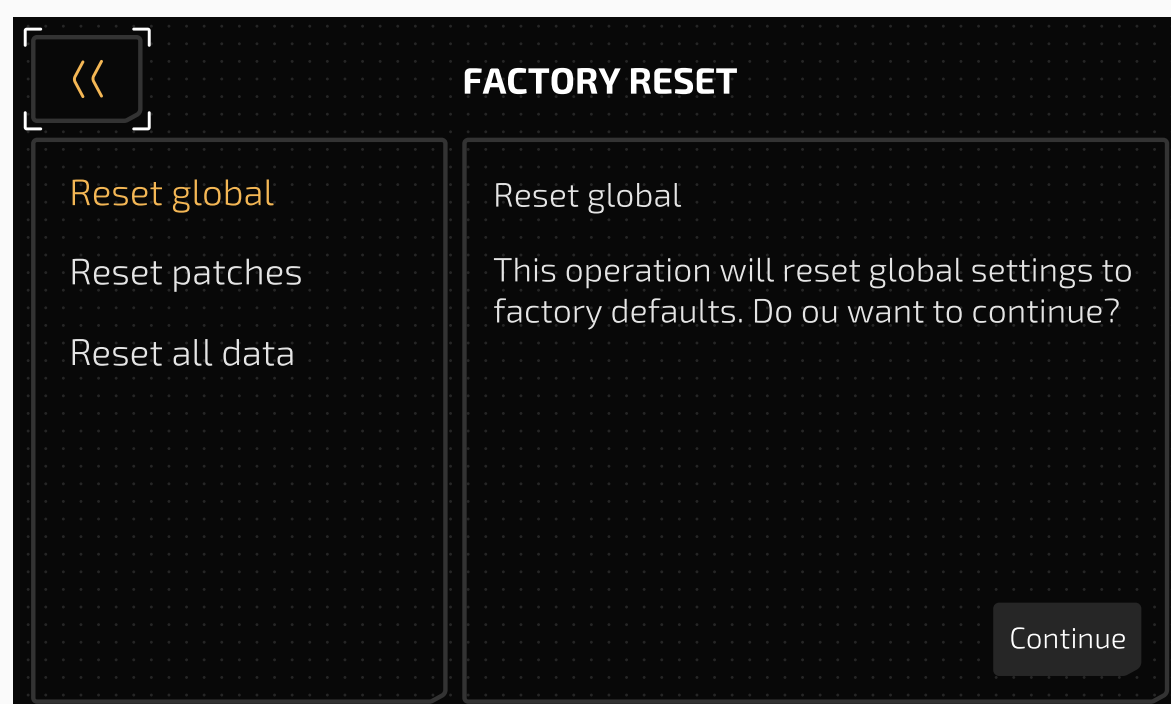 FACTORY RESET
Reset global
Reset patches
Reset all data
Reset global
This operation will reset global settings to
factory defaults. Do ou want to continue?
Continue